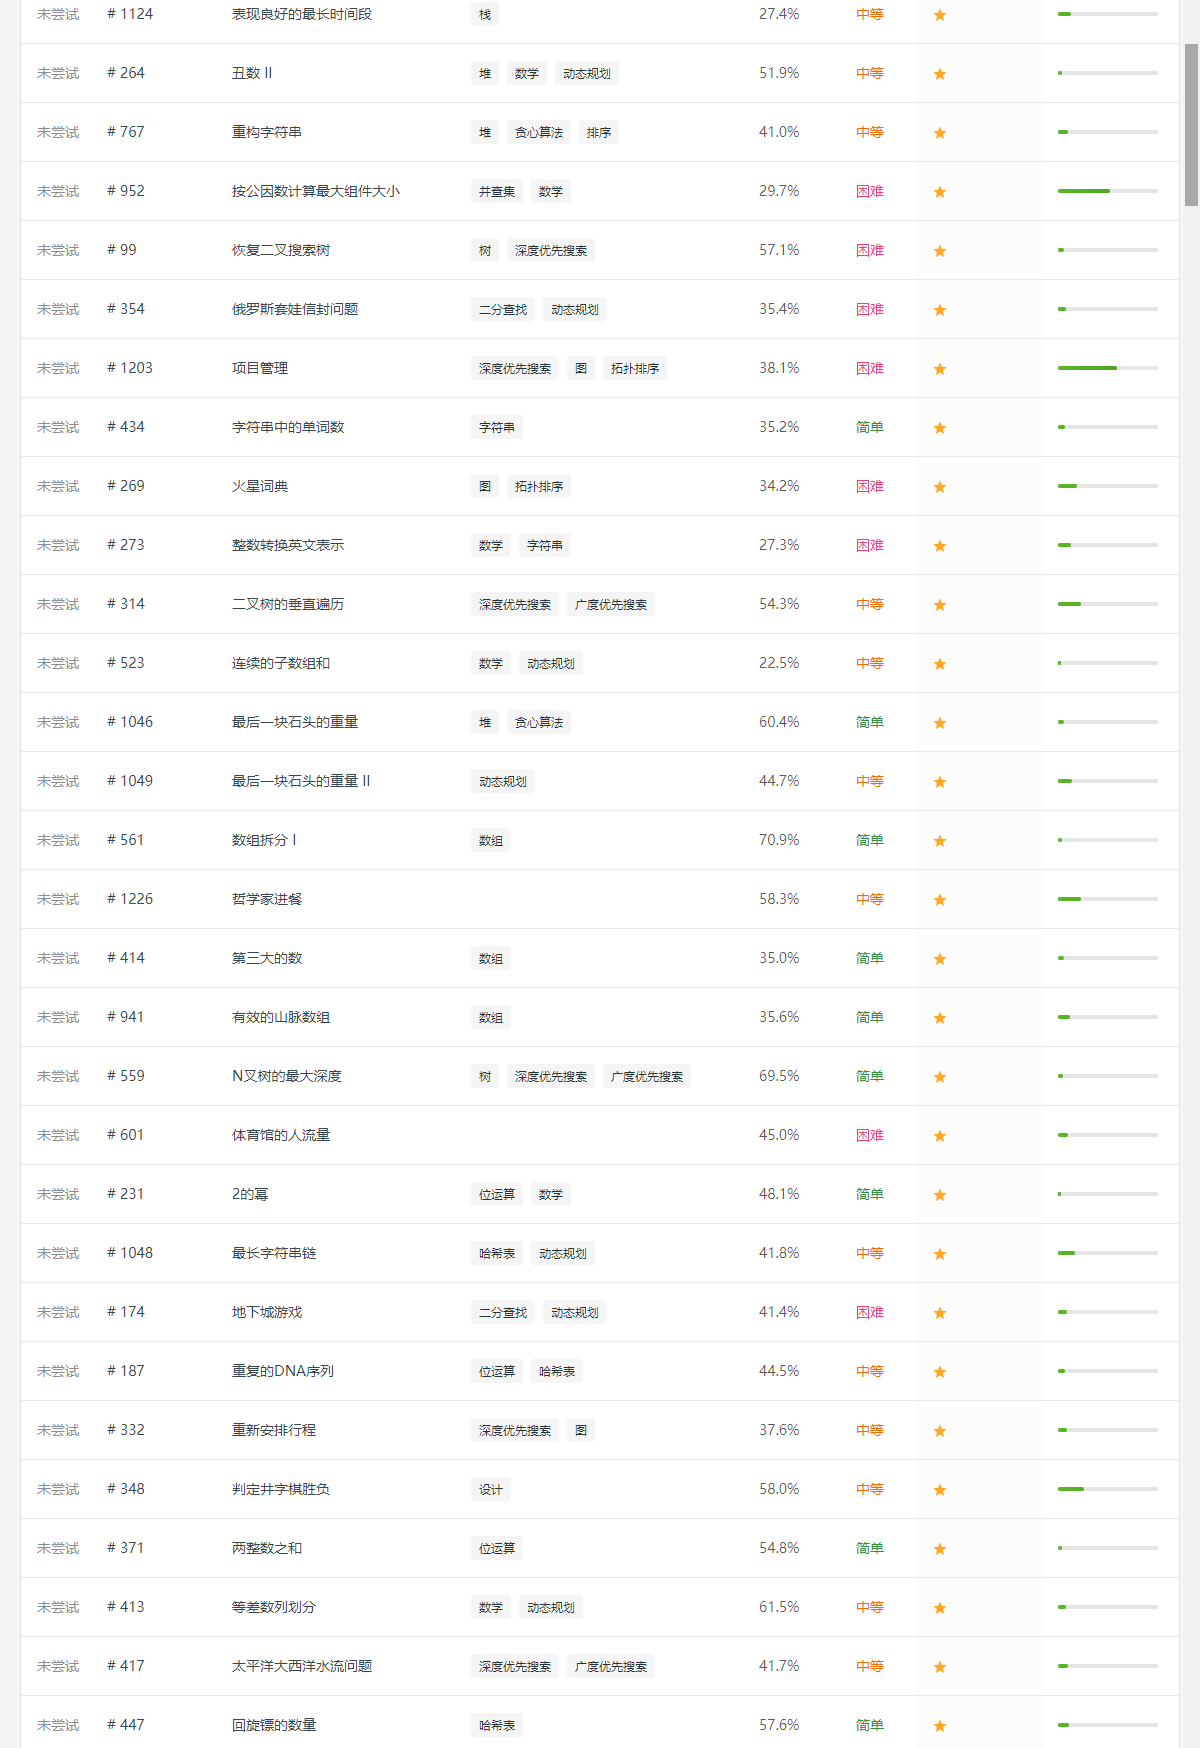 未尝试 # 1124 表现良好的最长时间段 栈 27.4% 中等
未尝试 # 264 丑数 II 堆 数学 动态规划 51.9% 中等
未尝试 # 767 重构字符串 堆 贪心算法 排序 41.0% 中等
未尝试 # 952 按公因数计算最大组件大小 并查集 数学 29.7% 困难
未尝试 # 99 恢复二叉搜索树 树 深度优先搜索 57.1% 困难
未尝试 # 354 俄罗斯套娃信封问题 二分查找 动态规划 35.4% 困难
未尝试 # 1203 项目管理 深度优先搜索 图 拓扑排序 38.1% 困难
未尝试 # 434 字符串中的单词数 字符串 35.2% 简单
未尝试 # 269 火星词典 图 拓扑排序 34.2% 困难
未尝试 # 273 整数转换英文表示 数学 字符串 27.3% 困难
未尝试 # 314 二叉树的垂直遍历 深度优先搜索 广度优先搜索 54.3% 中等
未尝试 # 523 连续的子数组和 数学 动态规划 22.5% 中等
未尝试 # 1046 最后一块石头的重量 堆 贪心算法 60.4% 简单
未尝试 # 1049 最后一块石头的重量 II 动态规划 44.7% 中等
未尝试 # 561 数组拆分 I 数组 70.9% 简单
未尝试 # 1226 哲学家进餐 58.3% 中等
未尝试 # 414 第三大的数 数组 35.0% 简单
未尝试 # 941 有效的山脉数组 数组 35.6% 简单
未尝试 # 559 N叉树的最大深度 树 深度优先搜索 广度优先搜索 69.5% 简单
未尝试 # 601 体育馆的人流量 45.0% 困难
未尝试 # 231 2的幂 位运算 数学 48.1% 简单
未尝试 # 1048 最长字符串链 哈希表 动态规划 41.8% 中等
未尝试 # 174 地下城游戏 二分查找 动态规划 41.4% 困难
未尝试 # 187 重复的DNA序列 位运算 哈希表 44.5% 中等
未尝试 # 332 重新安排行程 深度优先搜索 图 37.6% 中等
未尝试 # 348 判定井字棋胜负 设计 58.0% 中等
未尝试 # 371 两整数之和 位运算 54.8% 简单
未尝试 # 413 等差数列划分 数学 动态规划 61.5% 中等
未尝试 # 417 太平洋大西洋水流问题 深度优先搜索 广度优先搜索 41.7% 中等
未尝试 # 447 回旋镖的数量 哈希表 57.6% 简单